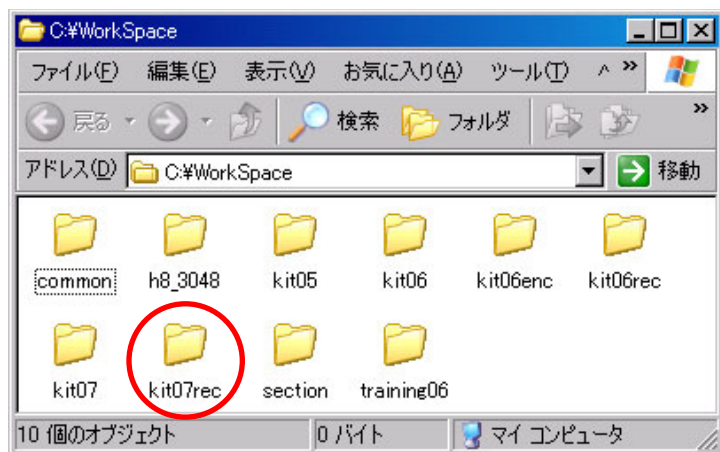 C:¥WorkSpace
ファイル(F) 編集(E) 表示(V) お気に入り(A) ツール(T) ^ »
戻る 検索 フォルダ »
アドレス(D) C:¥WorkSpace 移動
common h8_3048 kit05 kit06 kit06enc kit06rec
kit07 kit07rec section training06
10 個のオブジェクト 0 バイト マイ コンピュータ